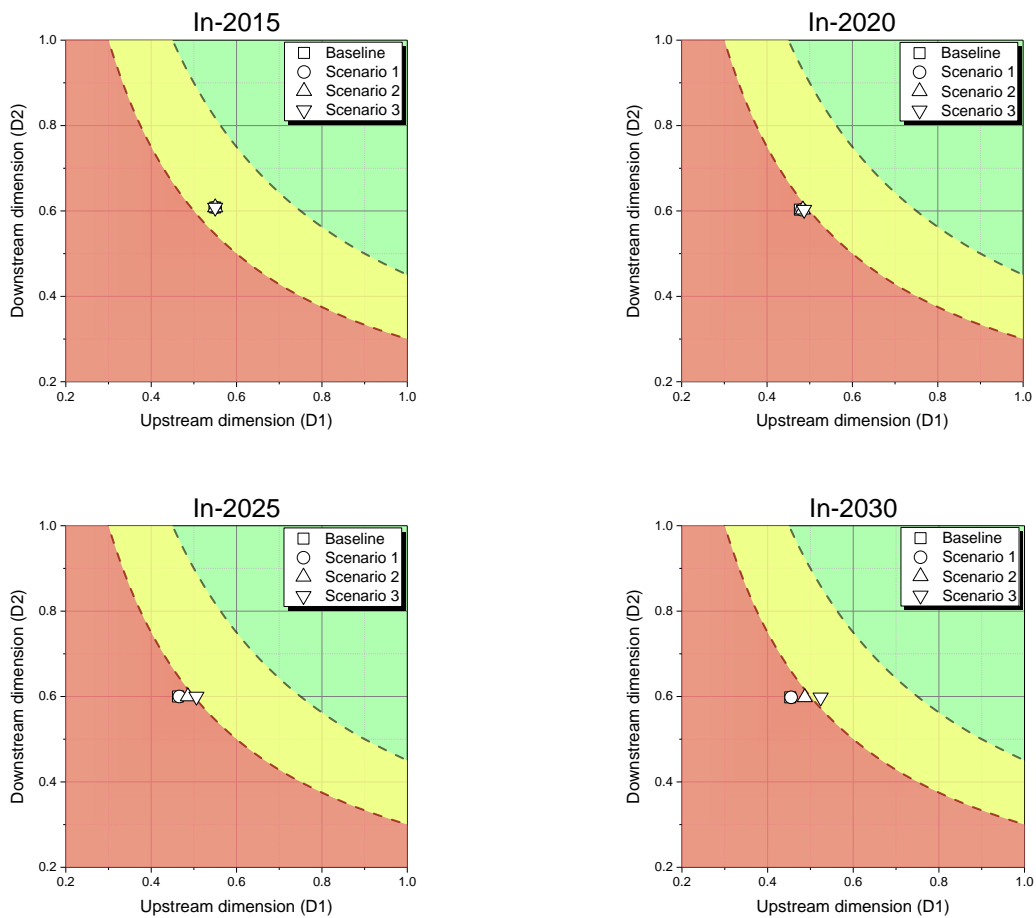 In-2015
1.0
0.8
0.6
0.4
0.2
Downstream dimension (D2)
Baseline
Scenario 1
Scenario 2
Scenario 3
0.2 0.4 0.6 0.8 1.0
Upstream dimension (D1)
In-2020
1.0
0.8
0.6
0.4
0.2
Downstream dimension (D2)
Baseline
Scenario 1
Scenario 2
Scenario 3
0.2 0.4 0.6 0.8 1.0
Upstream dimension (D1)
In-2025
1.0
0.8
0.6
0.4
0.2
Downstream dimension (D2)
Baseline
Scenario 1
Scenario 2
Scenario 3
0.2 0.4 0.6 0.8 1.0
Upstream dimension (D1)
In-2030
1.0
0.8
0.6
0.4
0.2
Downstream dimension (D2)
Baseline
Scenario 1
Scenario 2
Scenario 3
0.2 0.4 0.6 0.8 1.0
Upstream dimension (D1)